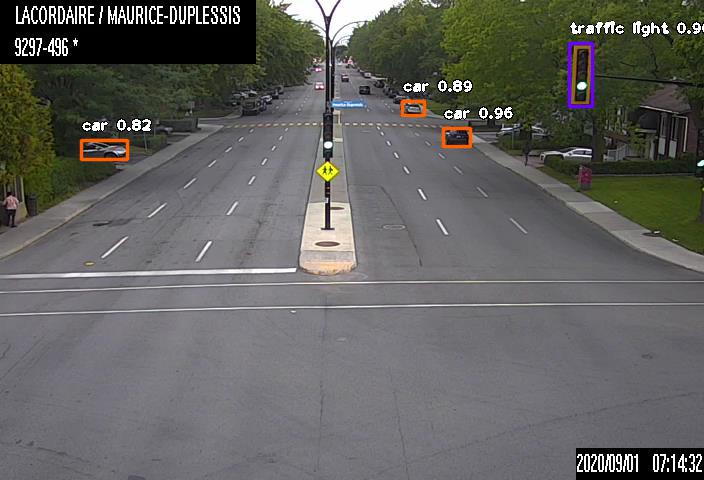 LACORDAIRE / MAURICE-DUPLESSIS
9297-496 *
traffic light 0.9
car 0.89
car 0.96
car 0.82
2020/09/01 07:14:32